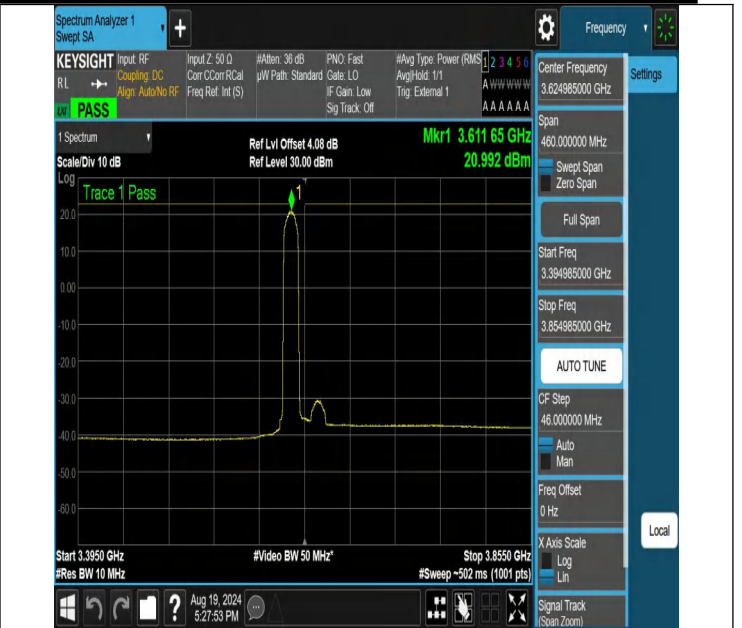 Spectrum Analyzer 1
Swept SA
+
Frequency
KEYSIGHT
RL
PASS
Input: RF
Coupling: DC
Align: Auto/No RF
Input Z: 50 Ω
Corr CCorr RCal
Freq Ref: Int (S)
#Atten: 36 dB
µW Path: Standard
PNO: Fast
Gate: LO
IF Gain: Low
Sig Track: Off
#Avg Type: Power (RMS
Avg|Hold: 1/1
Trig: External 1
1 2 3 4 5 6
A W W W W W
A A A A A A
Center Frequency
3.624985000 GHz
Settings
1 Spectrum
Ref Lvl Offset 4.08 dB
Mkr1 3.611 65 GHz
Scale/Div 10 dB
Ref Level 30.00 dBm
20.992 dBm
Log
Trace 1 Pass
1
20.0
10.0
0.00
-10.0
-20.0
-30.0
-40.0
-50.0
-60.0
Start 3.3950 GHz
#Video BW 50 MHz*
Stop 3.8550 GHz
#Res BW 10 MHz
#Sweep ~502 ms (1001 pts)
Span
460.000000 MHz
Swept Span
Zero Span
Full Span
Start Freq
3.394985000 GHz
Stop Freq
3.854985000 GHz
AUTO TUNE
CF Step
46.000000 MHz
Auto
Man
Freq Offset
0 Hz
X Axis Scale
Log
Lin
Signal Track
(Span Zoom)
Local
?
Aug 19, 2024
5:27:53 PM